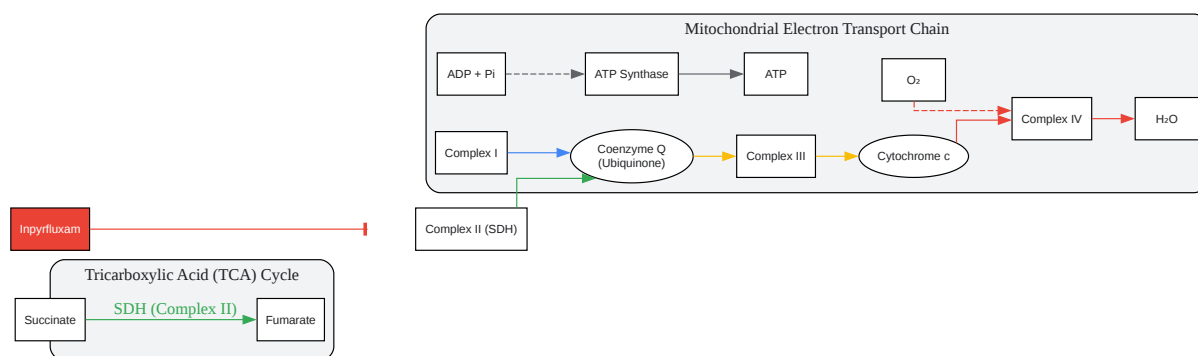 Mitochondrial Electron Transport Chain
ADP + Pi
ATP Synthase
ATP
O₂
Complex IV
H₂O
Complex I
Coenzyme Q
(Ubiquinone)
Complex III
Cytochrome c
Inpyrfluxam
Complex II (SDH)
Tricarboxylic Acid (TCA) Cycle
Succinate
SDH (Complex II)
Fumarate